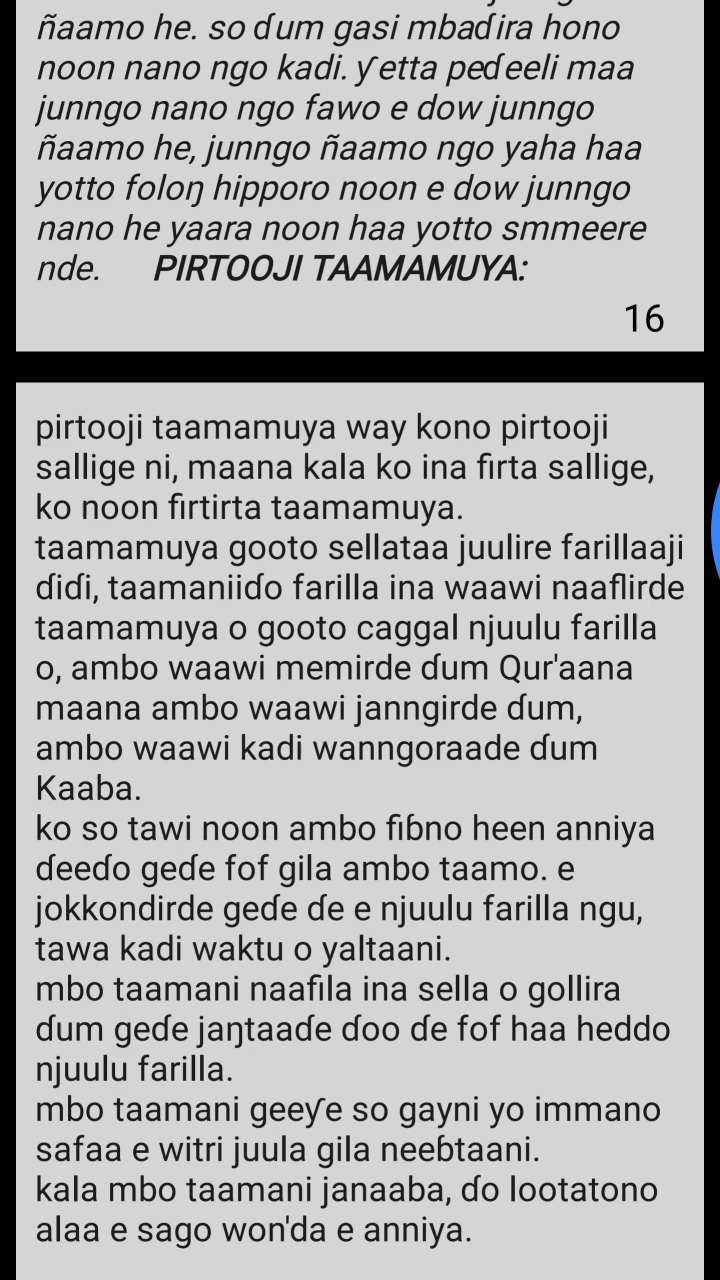 ñaamo he. so ɗum gasi mbaɗira hono
noon nano ngo kadi. ƴetta peɗeeli maa
junngo nano ngo fawo e dow junngo
ñaamo he, junngo ñaamo ngo yaha haa
yotto foloŋ hipporo noon e dow junngo
nano he yaara noon haa yotto smmeere
nde. PIRTOOJI TAAMAMUYA:
16
pirtooji taamamuya way kono pirtooji
sallige ni, maana kala ko ina firta sallige,
ko noon firtirta taamamuya.
taamamuya gooto sellataa juulire farillaaji
ɗiɗi, taamaniiɗo farilla ina waawi naaflirde
taamamuya o gooto caggal njuulu farilla
o, ambo waawi memirde ɗum Qur'aana
maana ambo waawi janngirde ɗum,
ambo waawi kadi wanngoraade ɗum
Kaaba.
ko so tawi noon ambo fiɓno heen anniya
ɗeeɗo geɗe fof gila ambo taamo. e
jokkondirde geɗe ɗe e njuulu farilla ngu,
tawa kadi waktu o yaltaani.
mbo taamani naafila ina sella o gollira
ɗum geɗe jaŋtaaɗe ɗoo ɗe fof haa heddo
njuulu farilla.
mbo taamani geeƴe so gayni yo immano
safaa e witri juula gila neeɓtaani.
kala mbo taamani janaaba, ɗo lootatono
alaa e sago won'da e anniya.